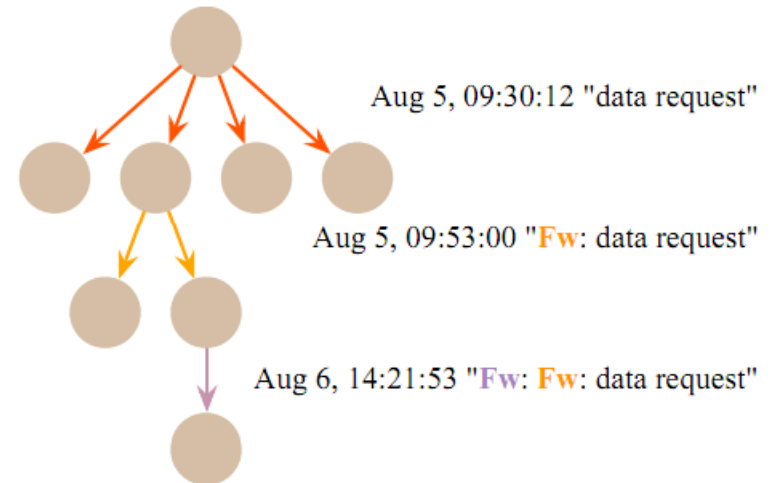 Aug 5, 09:30:12 "data request"
Aug 5, 09:53:00 "Fw: data request"
Aug 6, 14:21:53 "Fw: Fw: data request"